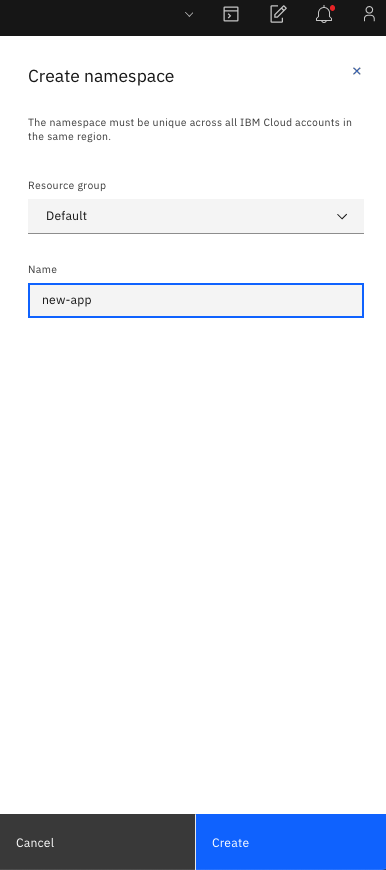 Create namespace
The namespace must be unique across all IBM Cloud accounts in
the same region.
Resource group
Default
Name
new-app
Cancel
Create